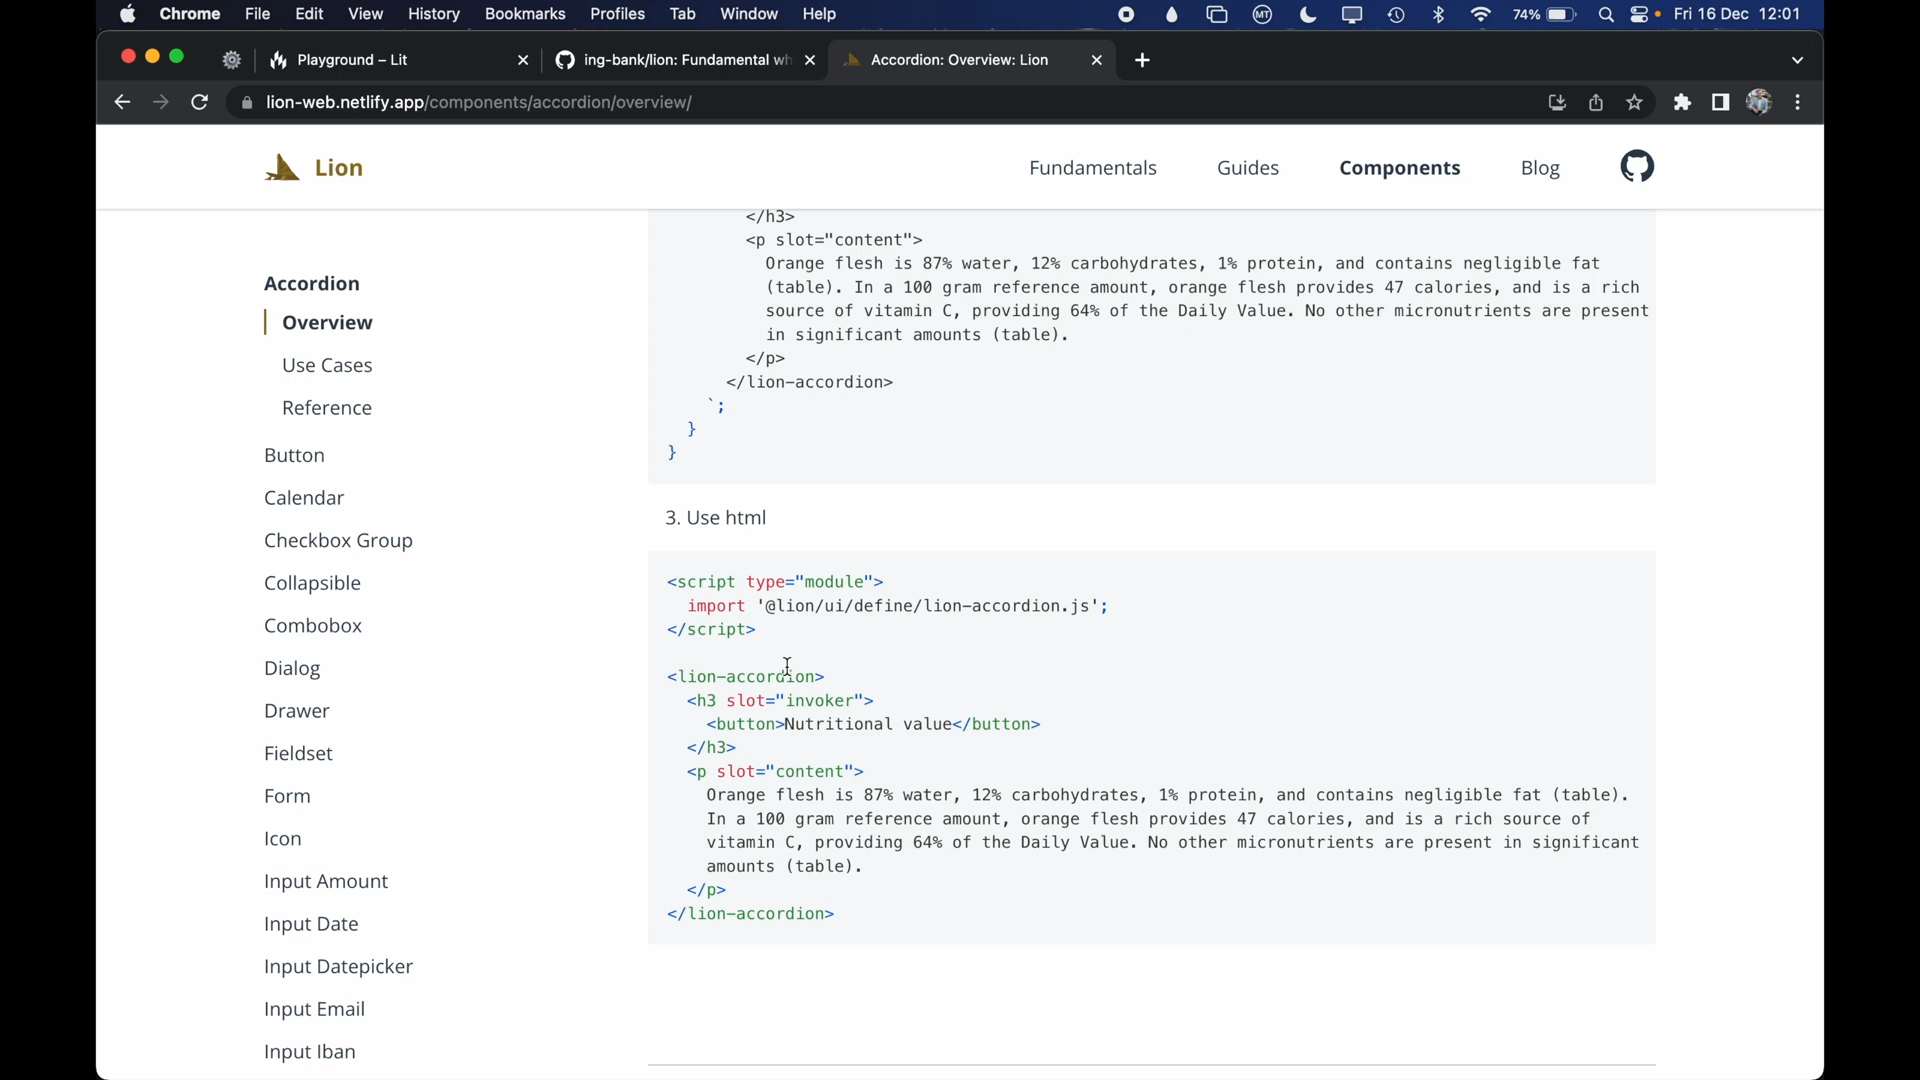 Chrome File Edit View History Bookmarks Profiles Tab Window Help MT 74% Fri 16 Dec 12:01
Playground – Lit ing-bank/lion: Fundamental wh Accordion: Overview: Lion
lion-web.netlify.app/components/accordion/overview/
Lion Fundamentals Guides Components Blog
Accordion
Overview
Use Cases
Reference
Button
Calendar
Checkbox Group
Collapsible
Combobox
Dialog
Drawer
Fieldset
Form
Icon
Input Amount
Input Date
Input Datepicker
Input Email
Input Iban
</h3>
<p slot="content">
Orange flesh is 87% water, 12% carbohydrates, 1% protein, and contains negligible fat
(table). In a 100 gram reference amount, orange flesh provides 47 calories, and is a rich
source of vitamin C, providing 64% of the Daily Value. No other micronutrients are present
in significant amounts (table).
</p>
</lion-accordion>
`;
}
}
3. Use html
<script type="module">
import '@lion/ui/define/lion-accordion.js';
</script>
<lion-accordion>
<h3 slot="invoker">
<button>Nutritional value</button>
</h3>
<p slot="content">
Orange flesh is 87% water, 12% carbohydrates, 1% protein, and contains negligible fat (table).
In a 100 gram reference amount, orange flesh provides 47 calories, and is a rich source of
vitamin C, providing 64% of the Daily Value. No other micronutrients are present in significant
amounts (table).
</p>
</lion-accordion>